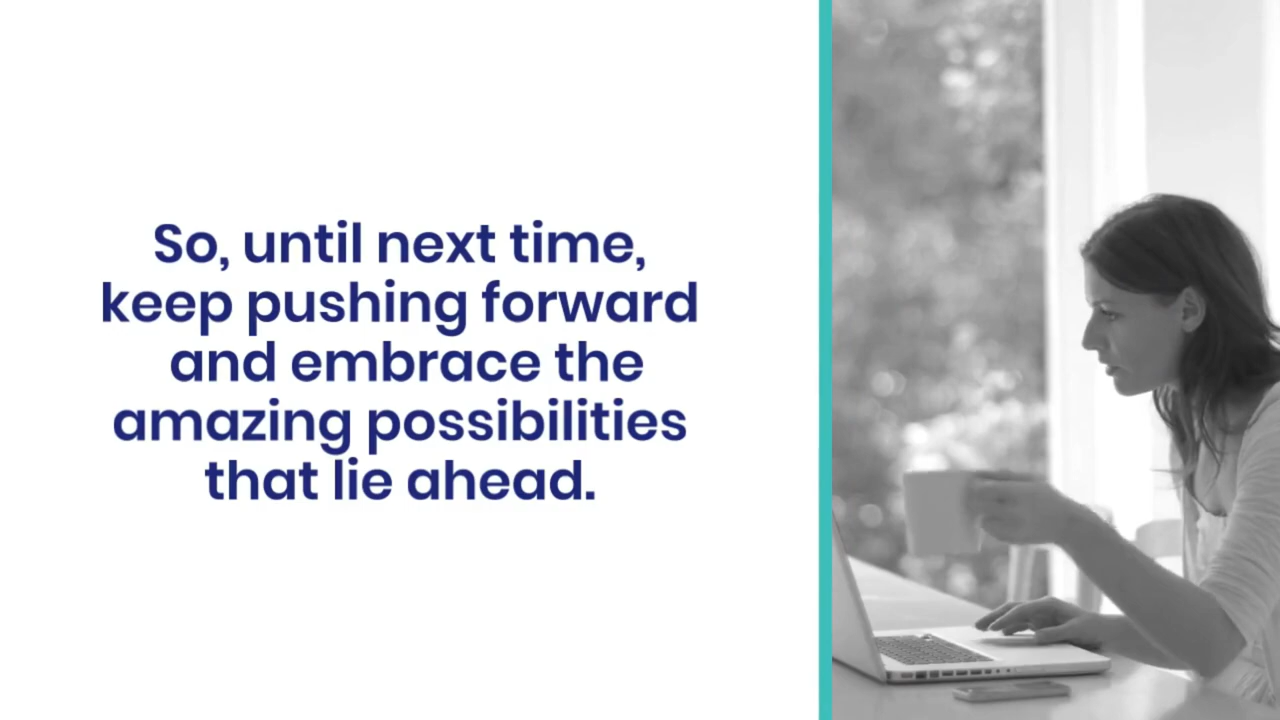 So, until next time,
keep pushing forward
and embrace the
amazing possibilities
that lie ahead.